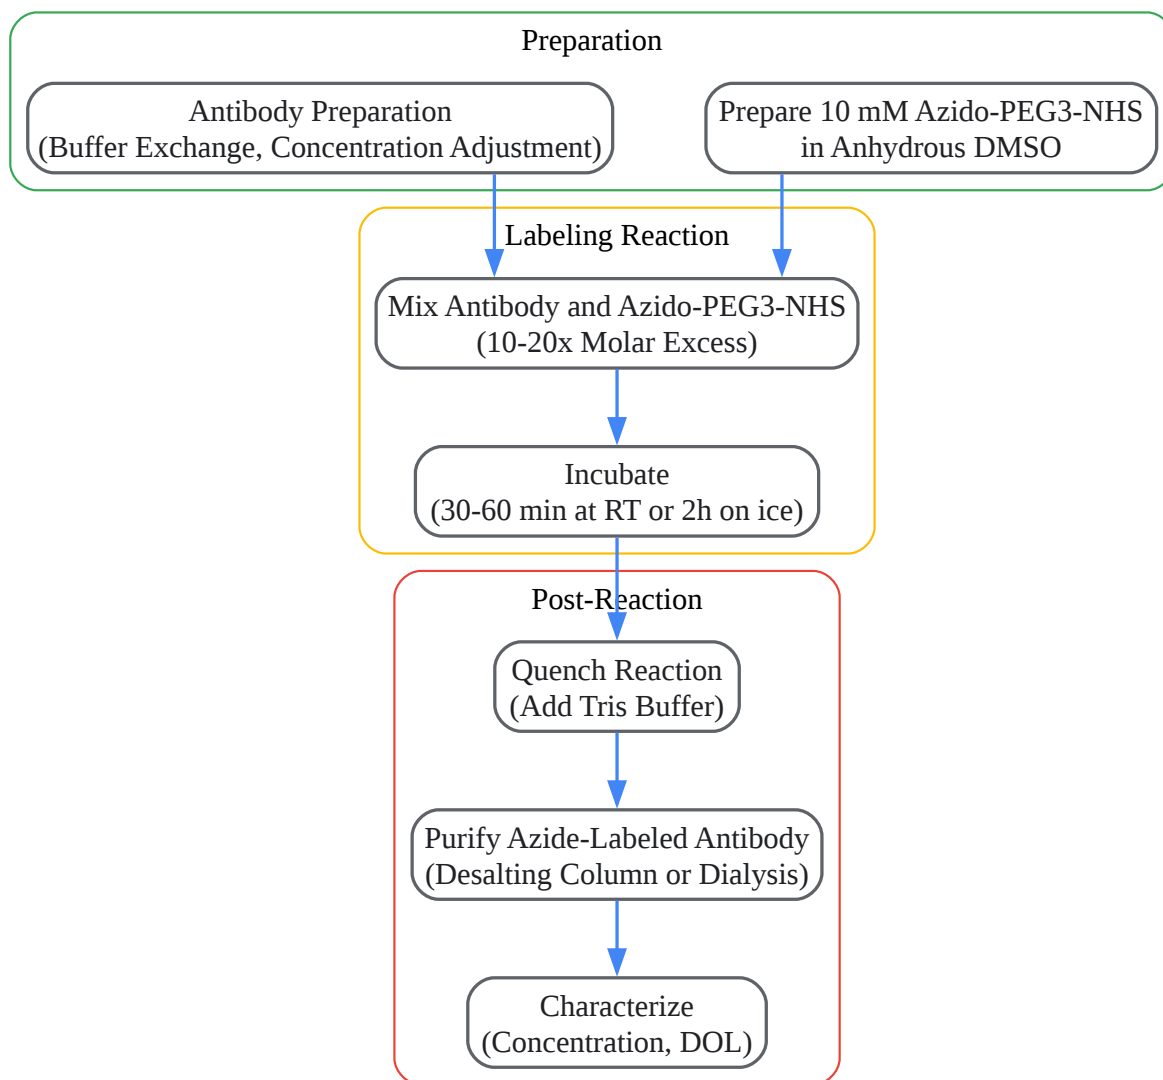 Preparation
Antibody Preparation
(Buffer Exchange, Concentration Adjustment)
Prepare 10 mM Azido-PEG3-NHS
in Anhydrous DMSO
Labeling Reaction
Mix Antibody and Azido-PEG3-NHS
(10-20x Molar Excess)
Incubate
(30-60 min at RT or 2h on ice)
Post-Reaction
Quench Reaction
(Add Tris Buffer)
Purify Azide-Labeled Antibody
(Desalting Column or Dialysis)
Characterize
(Concentration, DOL)